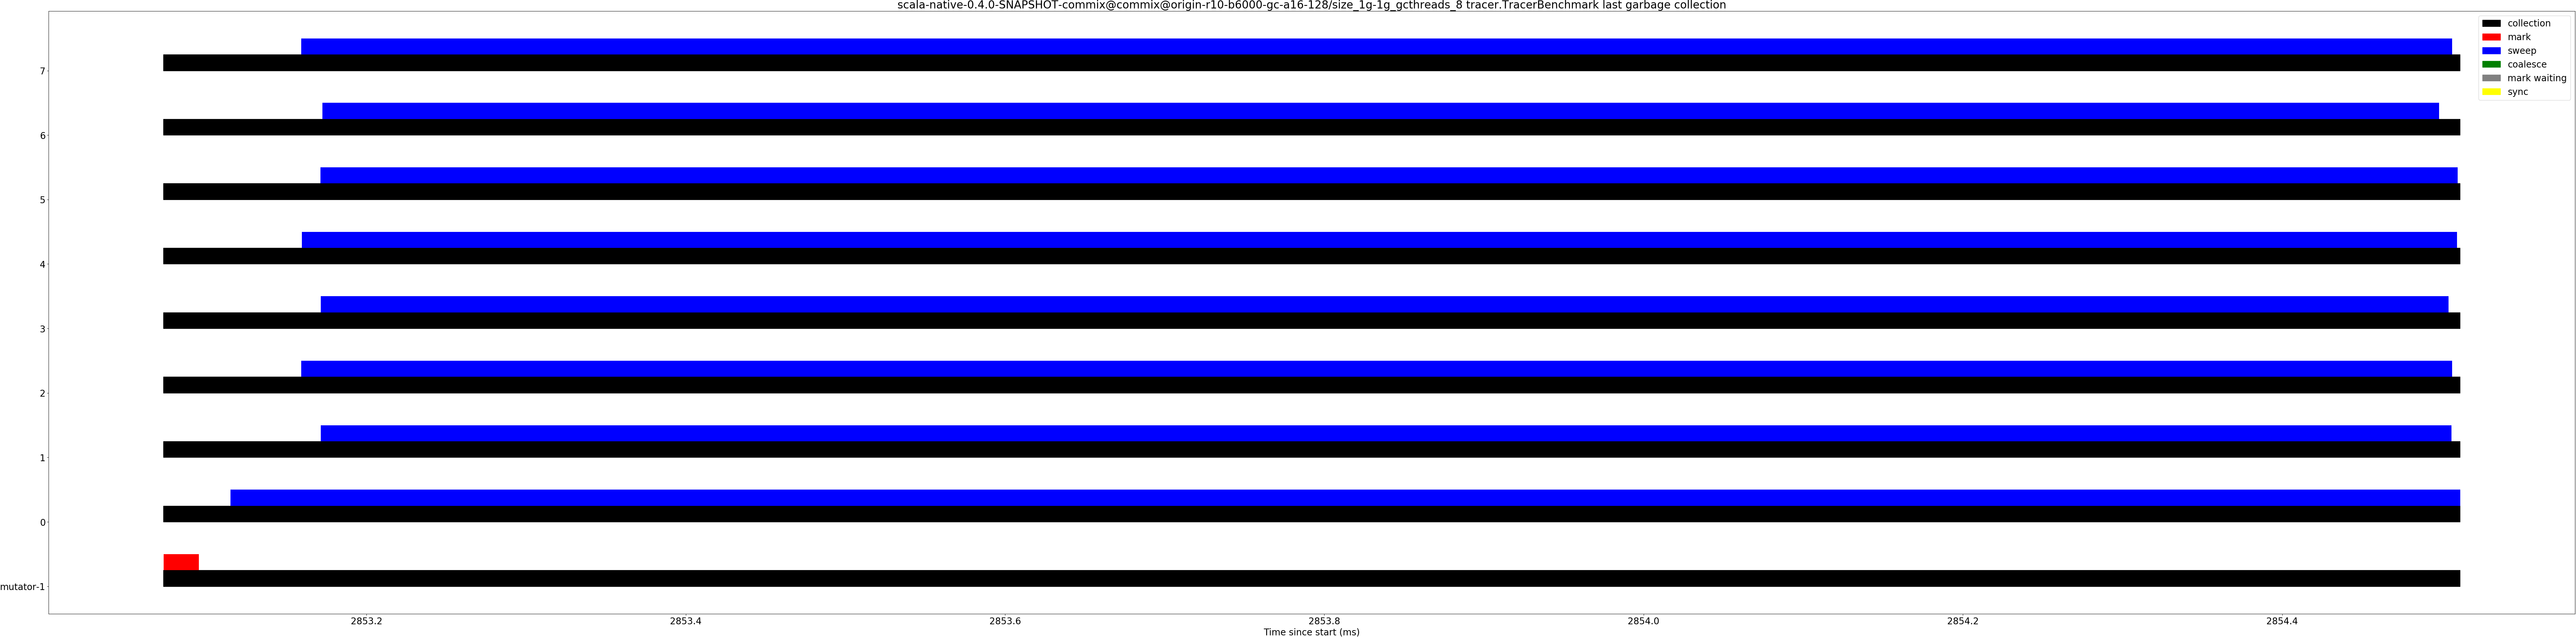 scala-native-0.4.0-SNAPSHOT-commix@commix@origin-r10-b6000-gc-a16-128/size_1g-1g_gcthreads_8 tracer.TracerBenchmark last garbage collection
collection
mark
sweep
coalesce
mark waiting
sync
7
6
5
4
3
2
1
0
mutator-1
2853.2 2853.4 2853.6 2853.8 2854.0 2854.2 2854.4
Time since start (ms)